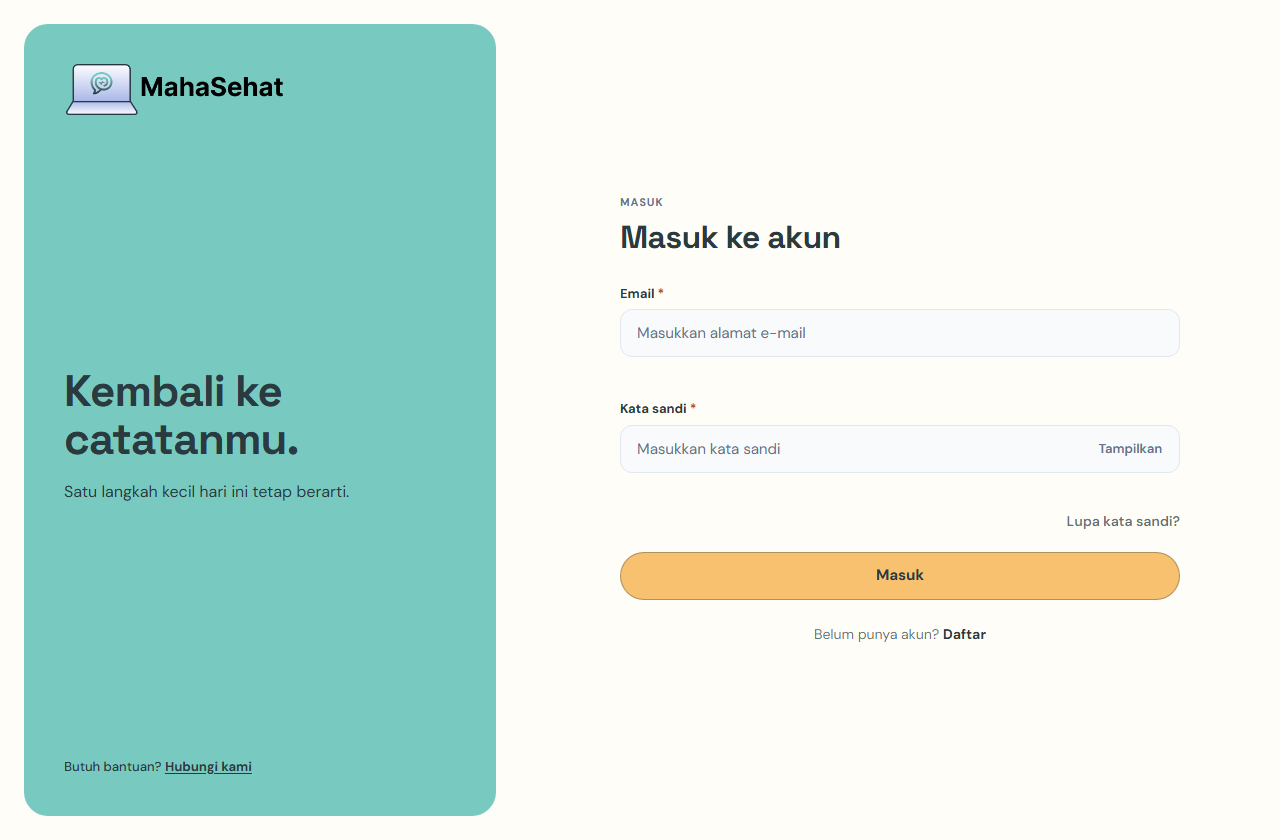 MahaSehat
Kembali ke
catatanmu.
Satu langkah kecil hari ini tetap berarti.
Butuh bantuan? Hubungi kami
MASUK
Masuk ke akun
Email *
Masukkan alamat e-mail
Kata sandi *
Masukkan kata sandi
Tampilkan
Lupa kata sandi?
Masuk
Belum punya akun? Daftar